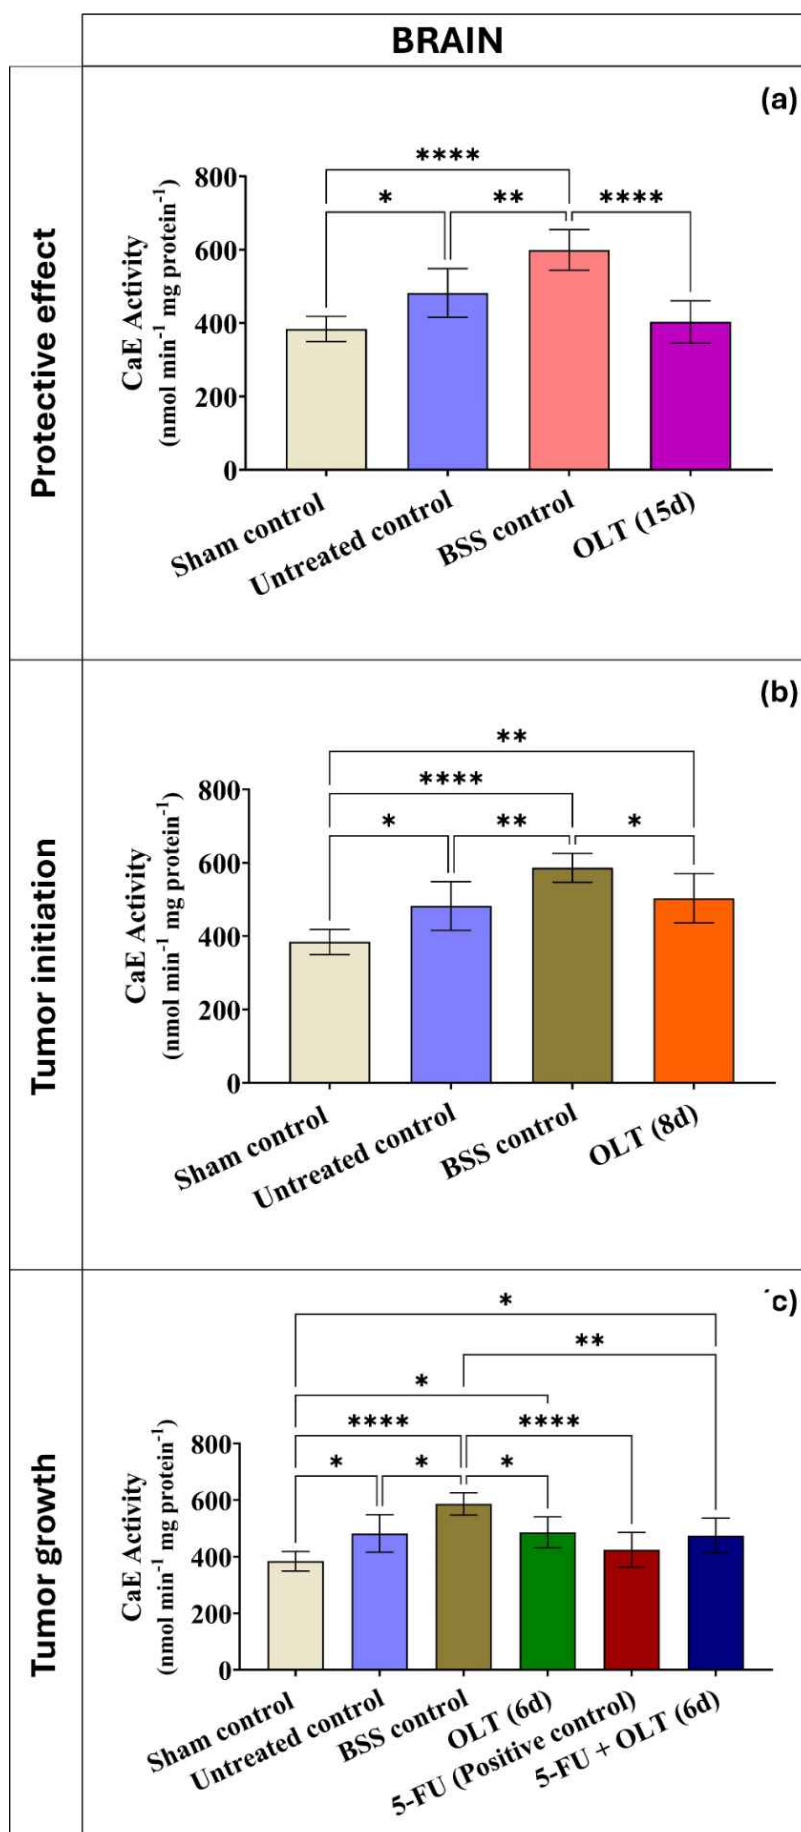 BRAIN
Protective effect
(a)
****
* ** ****
CaE Activity
(nmol min⁻¹ mg protein⁻¹)
800
600
400
200
0
Sham control
Untreated control
BSS control
OLT (15d)
Tumor initiation
(b)
**
****
* ** *
CaE Activity
(nmol min⁻¹ mg protein⁻¹)
800
600
400
200
0
Sham control
Untreated control
BSS control
OLT (8d)
Tumor growth
c)
*
**
*
**** ****
* * *
CaE Activity
(nmol min⁻¹ mg protein⁻¹)
800
600
400
200
0
Sham control
Untreated control
BSS control
OLT (6d)
5-FU (Positive control)
5-FU + OLT (6d)